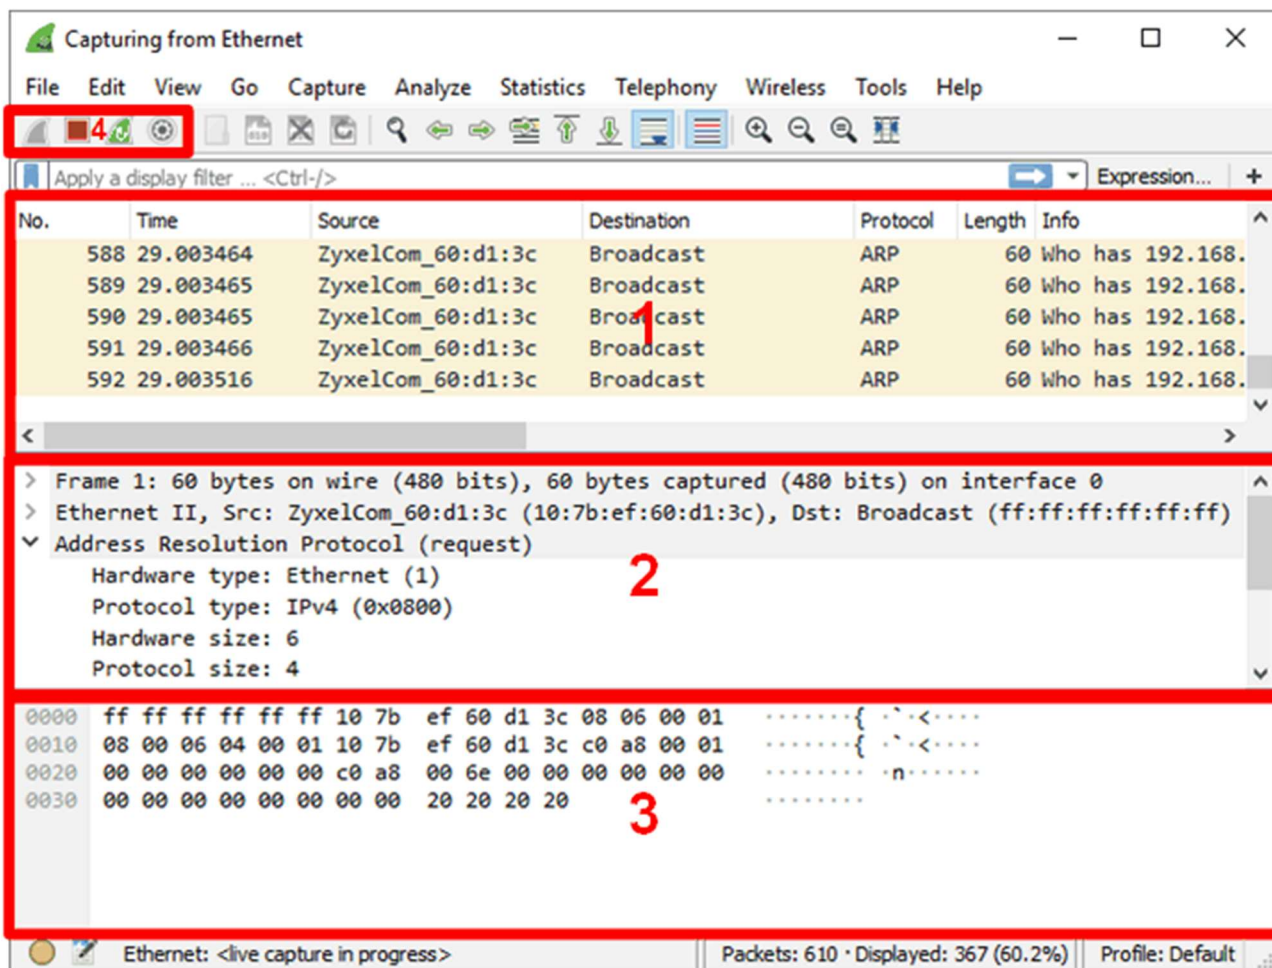 Capturing from Ethernet
File Edit View Go Capture Analyze Statistics Telephony Wireless Tools Help
4
Apply a display filter ... <Ctrl-/> Expression... +
No. Time Source Destination Protocol Length Info
588 29.003464 ZyxelCom_60:d1:3c Broadcast ARP 60 Who has 192.168.
589 29.003465 ZyxelCom_60:d1:3c Broadcast ARP 60 Who has 192.168.
590 29.003465 ZyxelCom_60:d1:3c Broadcast ARP 60 Who has 192.168.
591 29.003466 ZyxelCom_60:d1:3c Broadcast ARP 60 Who has 192.168.
592 29.003516 ZyxelCom_60:d1:3c Broadcast ARP 60 Who has 192.168.
1
Frame 1: 60 bytes on wire (480 bits), 60 bytes captured (480 bits) on interface 0
Ethernet II, Src: ZyxelCom_60:d1:3c (10:7b:ef:60:d1:3c), Dst: Broadcast (ff:ff:ff:ff:ff:ff)
Address Resolution Protocol (request)
Hardware type: Ethernet (1)
2
Protocol type: IPv4 (0x0800)
Hardware size: 6
Protocol size: 4
0000 ff ff ff ff ff ff 10 7b ef 60 d1 3c 08 06 00 01 ·······{ ·`·<····
0010 08 00 06 04 00 01 10 7b ef 60 d1 3c c0 a8 00 01 ·······{ ·`·<····
0020 00 00 00 00 00 00 c0 a8 00 6e 00 00 00 00 00 00 ········ ·n······
0030 00 00 00 00 00 00 00 00 20 20 20 20 ········
3
Ethernet: <live capture in progress> Packets: 610 · Displayed: 367 (60.2%) Profile: Default